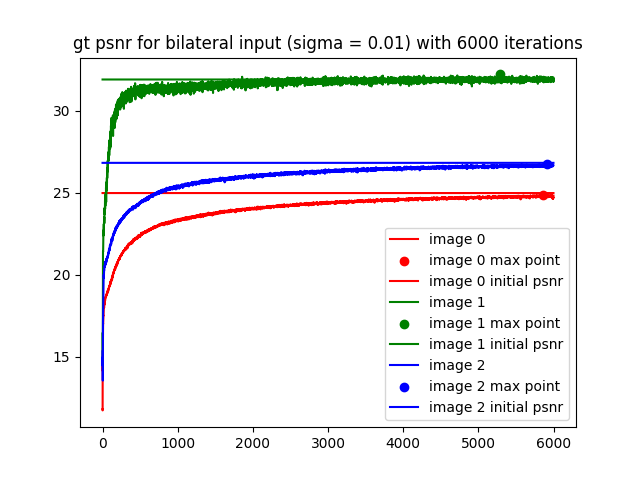 gt psnr for bilateral input (sigma = 0.01) with 6000 iterations
30
25
20
15
image 0
image 0 max point
image 0 initial psnr
image 1
image 1 max point
image 1 initial psnr
image 2
image 2 max point
image 2 initial psnr
0 1000 2000 3000 4000 5000 6000